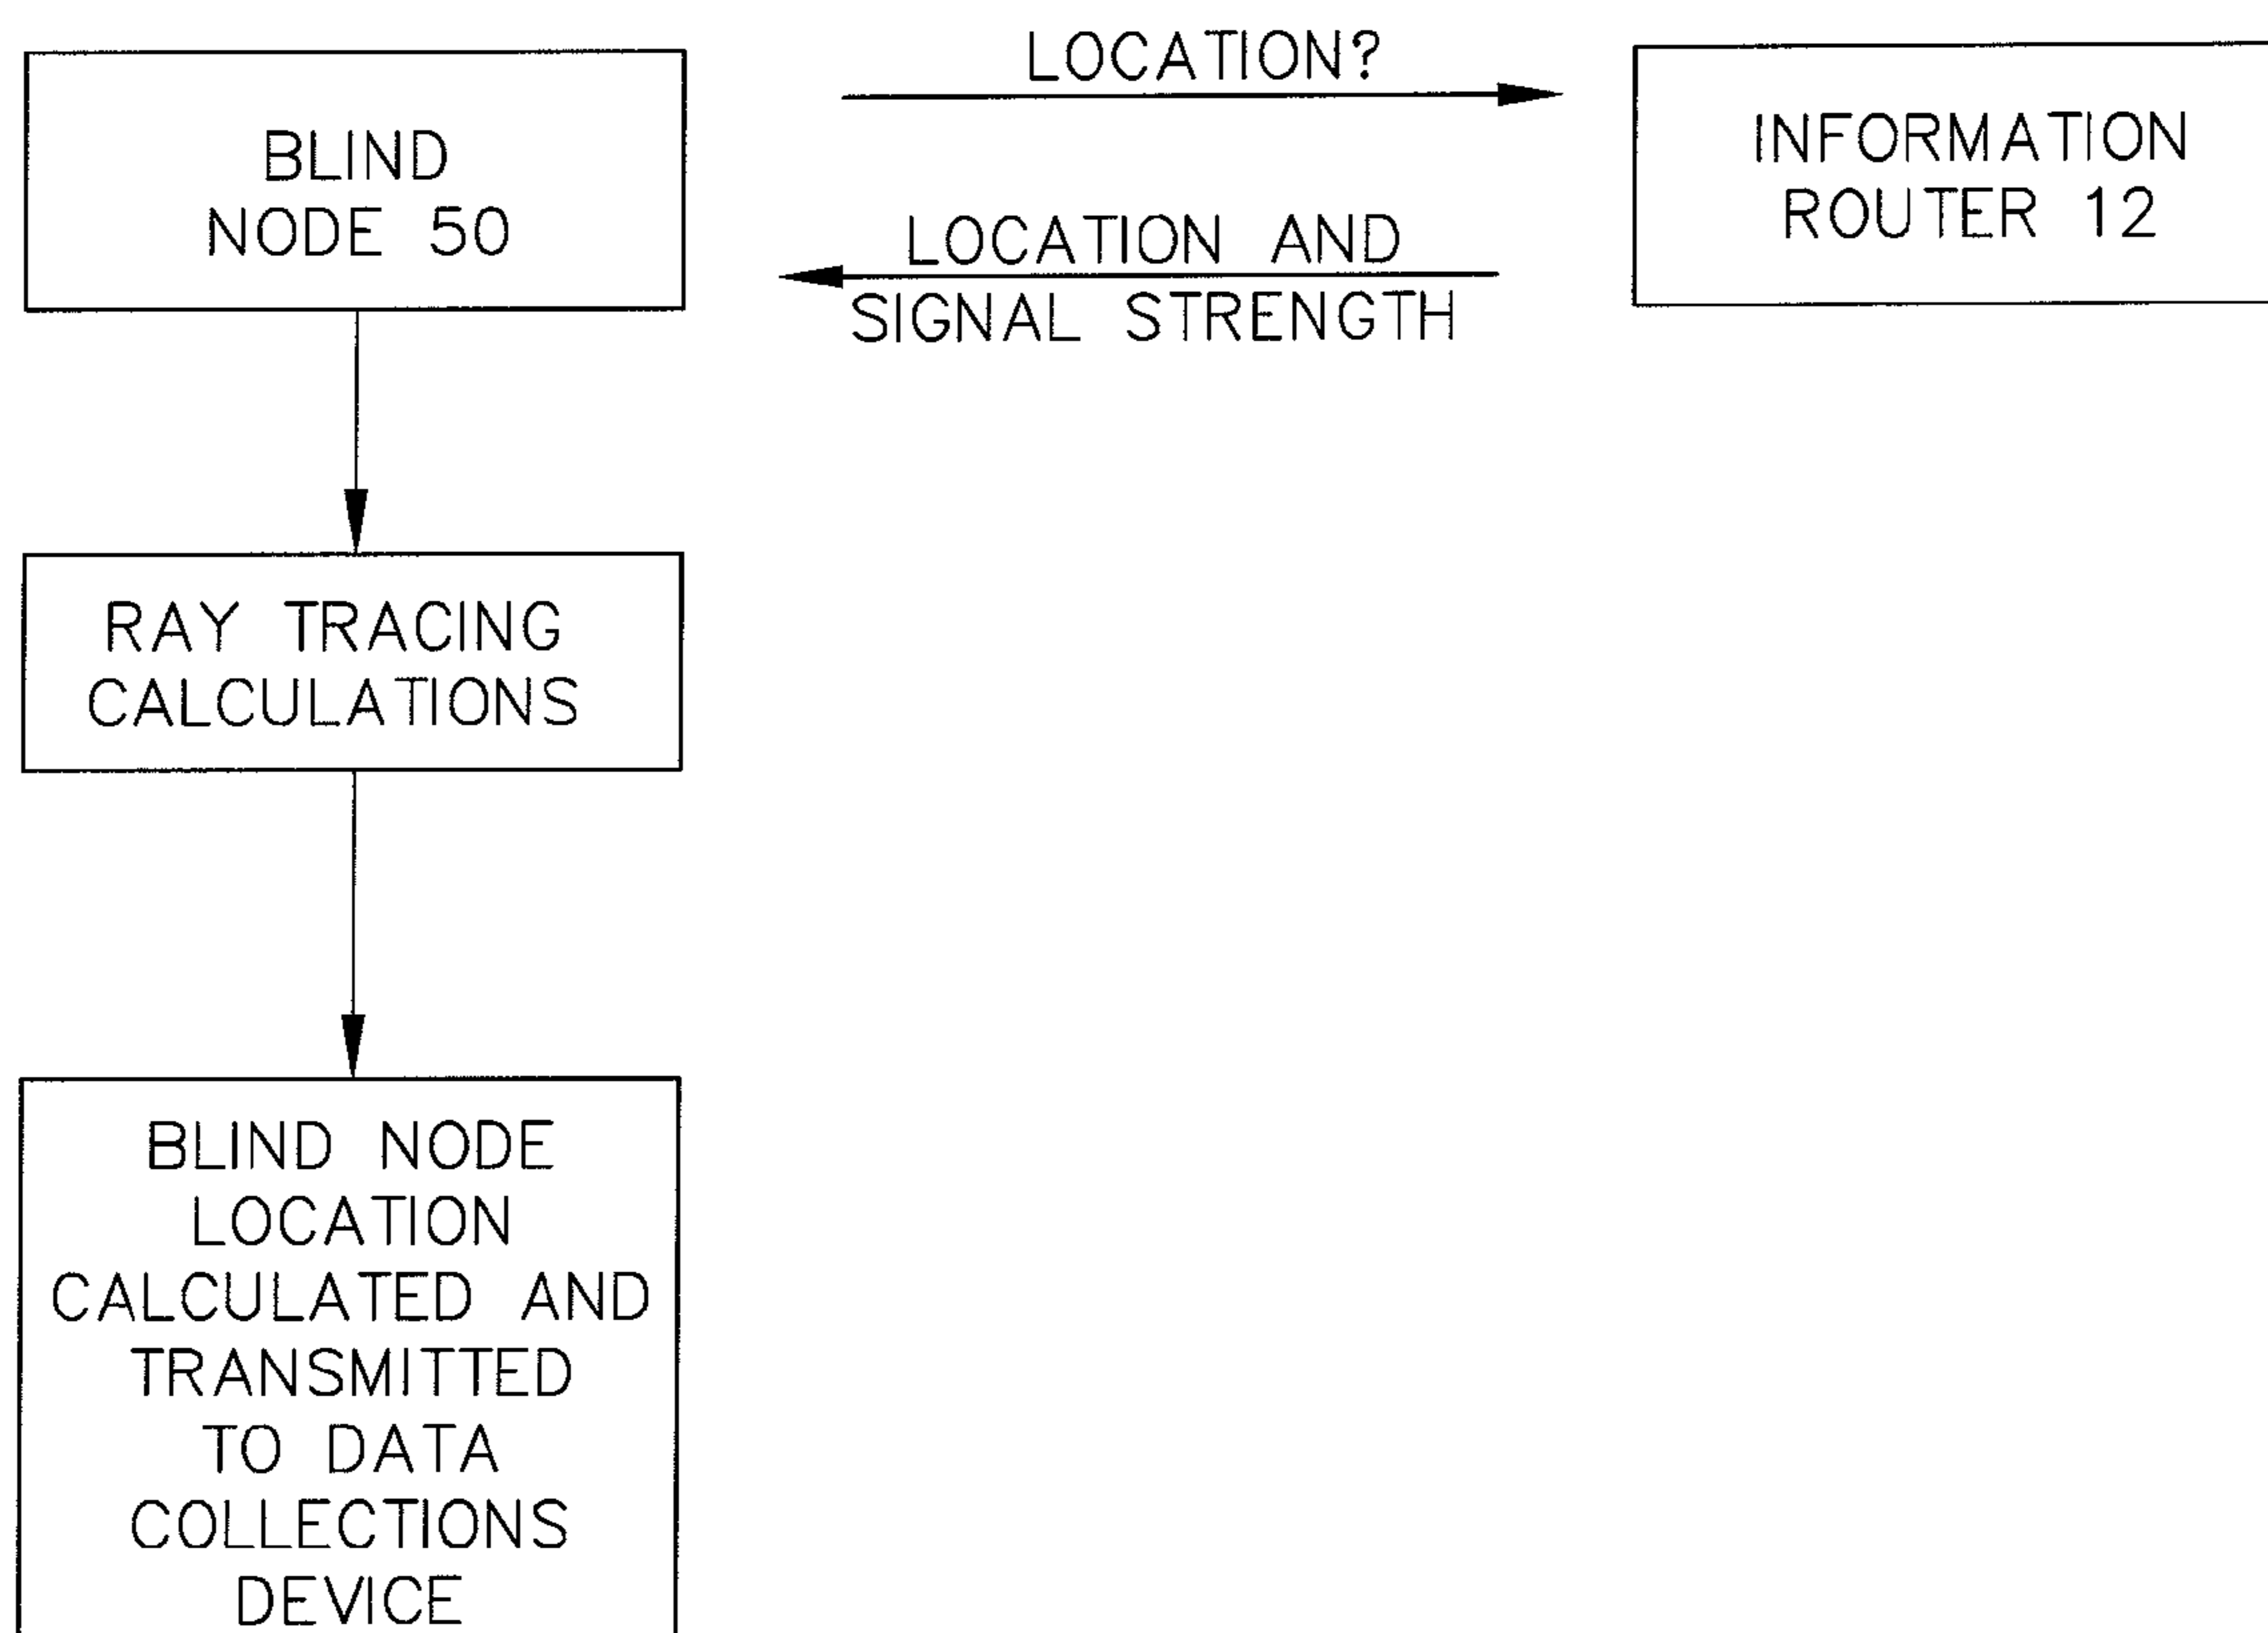 BLIND
NODE 50
LOCATION?
LOCATION AND
SIGNAL STRENGTH
INFORMATION
ROUTER 12
RAY TRACING
CALCULATIONS
BLIND NODE
LOCATION
CALCULATED AND
TRANSMITTED
TO DATA
COLLECTIONS
DEVICE